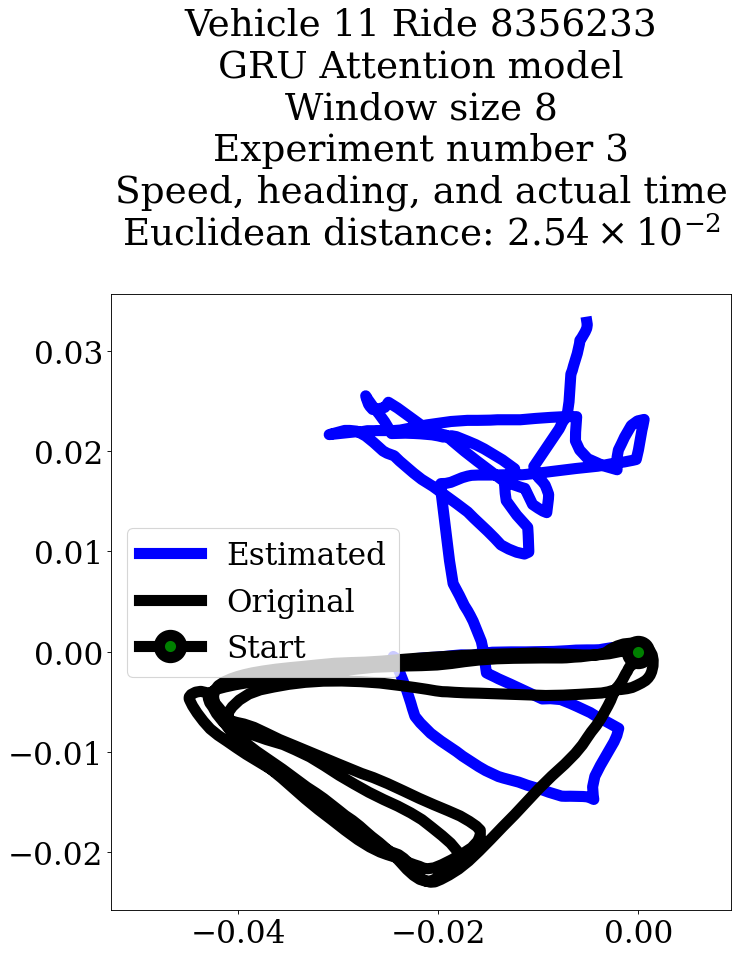 Vehicle 11 Ride 8356233
GRU Attention model
Window size 8
Experiment number 3
Speed, heading, and actual time
Euclidean distance: 2.54 × 10⁻²
0.03
0.02
0.01
0.00
−0.01
−0.02
Estimated
Original
Start
−0.04
−0.02
0.00